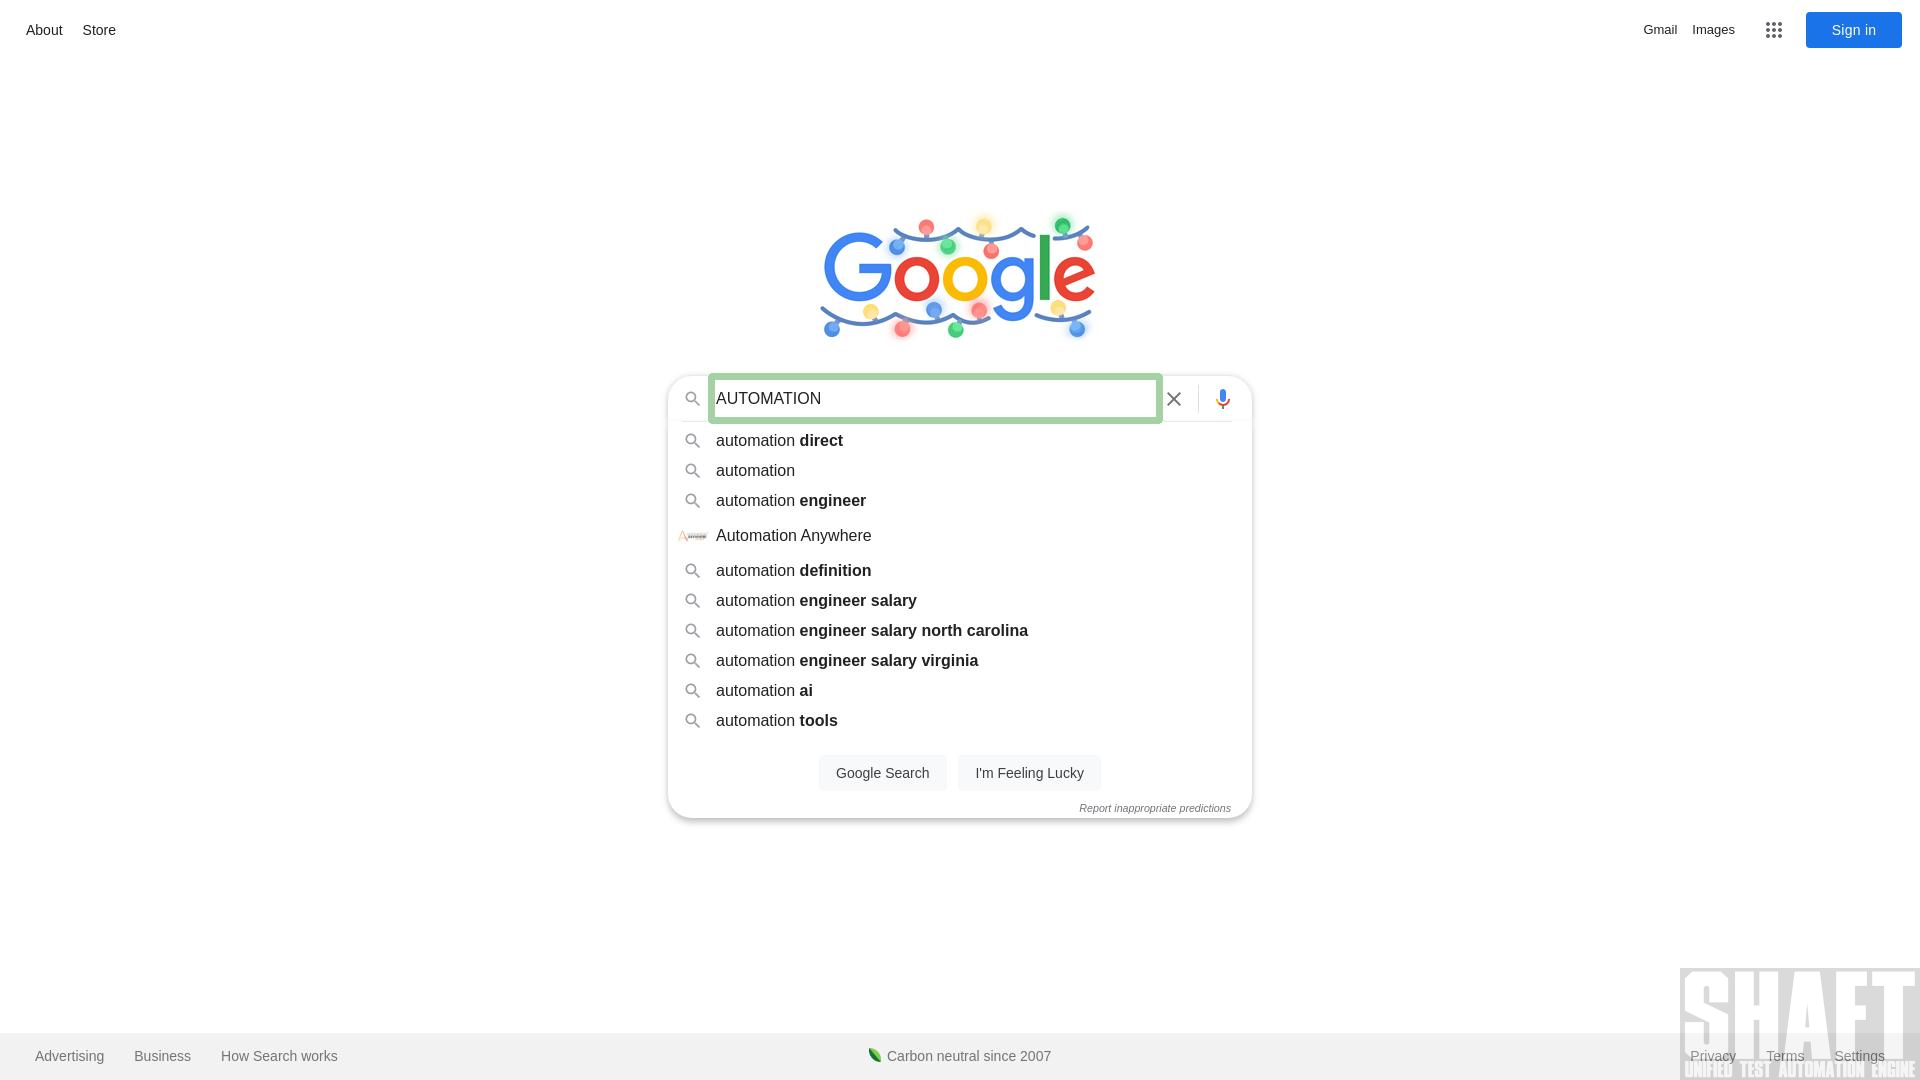 About Store
Gmail Images Sign in
Google
AUTOMATION
automation direct
automation
automation engineer
Automation Anywhere
automation definition
automation engineer salary
automation engineer salary north carolina
automation engineer salary virginia
automation ai
automation tools
Google Search I'm Feeling Lucky
Report inappropriate predictions
SHAFT
Advertising Business How Search works Carbon neutral since 2007 Privacy Terms Settings
UNIFIED TEST AUTOMATION ENGINE